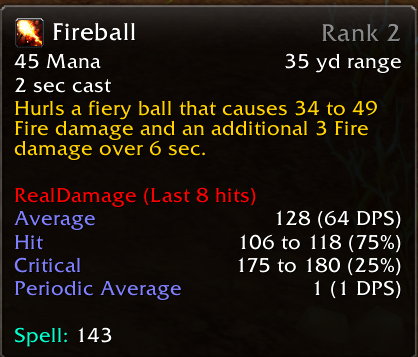 Fireball Rank 2
45 Mana 35 yd range
2 sec cast
Hurls a fiery ball that causes 34 to 49
Fire damage and an additional 3 Fire
damage over 6 sec.
RealDamage (Last 8 hits)
Average 128 (64 DPS)
Hit 106 to 118 (75%)
Critical 175 to 180 (25%)
Periodic Average 1 (1 DPS)
Spell: 143